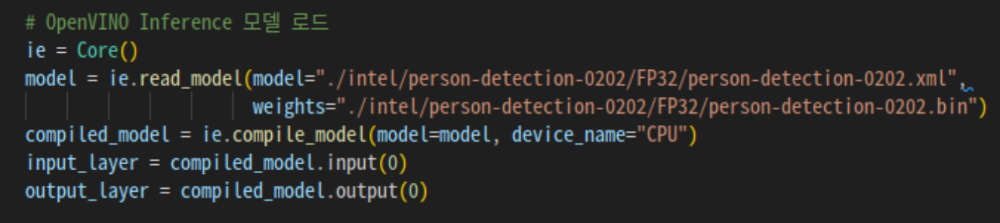 # OpenVINO Inference 모델 로드
ie = Core()
model = ie.read_model(model="./intel/person-detection-0202/FP32/person-detection-0202.xml",
weights="./intel/person-detection-0202/FP32/person-detection-0202.bin")
compiled_model = ie.compile_model(model=model, device_name="CPU")
input_layer = compiled_model.input(0)
output_layer = compiled_model.output(0)